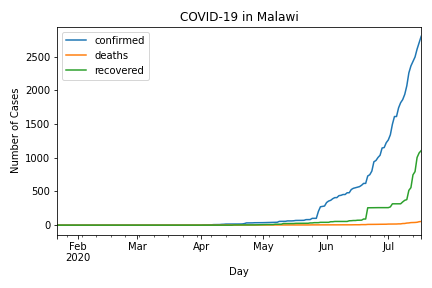 COVID-19 in Malawi
confirmed
deaths
recovered
Number of Cases
2500
2000
1500
1000
500
0
Feb Mar Apr May Jun Jul
2020
Day